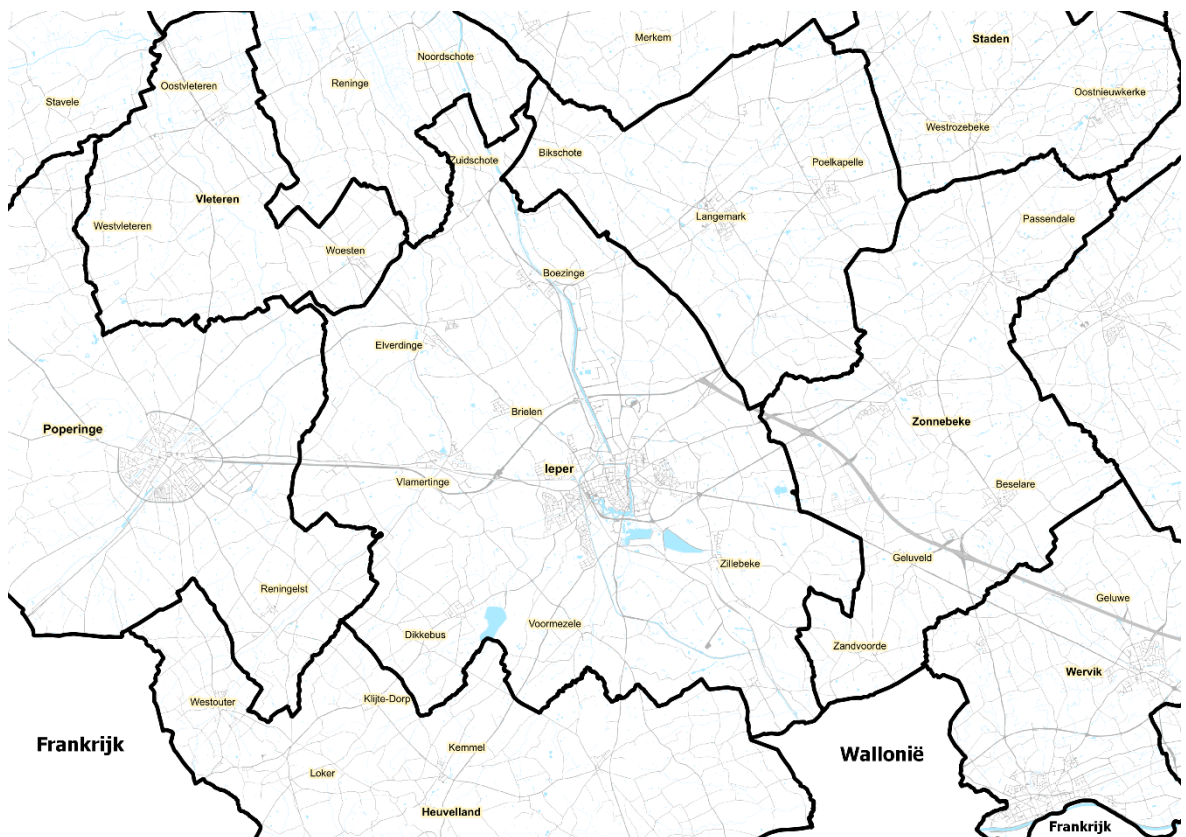 Merkem
Staden
Noordschote
Oostvleteren
Reninge
Oostnieuwkerke
Stavele
Westrozebeke
Bikschote
Zuidschote
Poelkapelle
Vleteren
Langemark
Passendale
Westvleteren
Woesten
Boezinge
Elverdinge
Brielen
Zonnebeke
Poperinge
Ieper
Vlamertinge
Beselare
Geluveld
Zillebeke
Reningelst
Geluwe
Voormezele
Dikkebus
Zandvoorde
Wervik
Klijte-Dorp
Westouter
Frankrijk
Kemmel
Wallonië
Loker
Heuvelland
Frankrijk